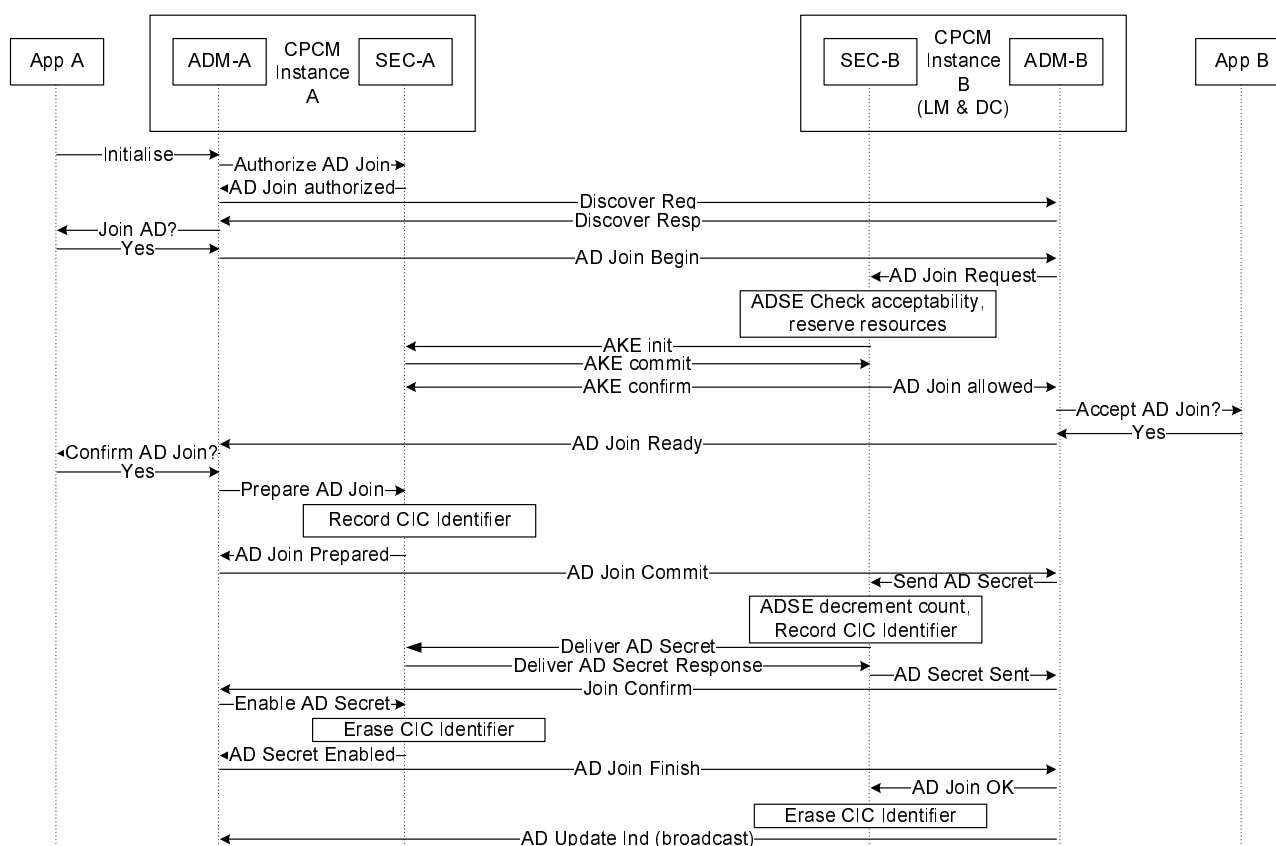 CPCM
Instance
A
CPCM
Instance
B
(LM & DC)
App A
ADM-A
SEC-A
SEC-B
ADM-B
App B
Initialise
Authorize AD Join
AD Join authorized
Discover Req
Discover Resp
Join AD?
Yes
AD Join Begin
AD Join Request
ADSE Check acceptability,
reserve resources
AKE init
AKE commit
AKE confirm
AD Join allowed
Accept AD Join?
Yes
AD Join Ready
Confirm AD Join?
Yes
Prepare AD Join
Record CIC Identifier
AD Join Prepared
AD Join Commit
Send AD Secret
ADSE decrement count,
Record CIC Identifier
Deliver AD Secret
Deliver AD Secret Response
AD Secret Sent
Join Confirm
Enable AD Secret
Erase CIC Identifier
AD Secret Enabled
AD Join Finish
AD Join OK
Erase CIC Identifier
AD Update Ind (broadcast)